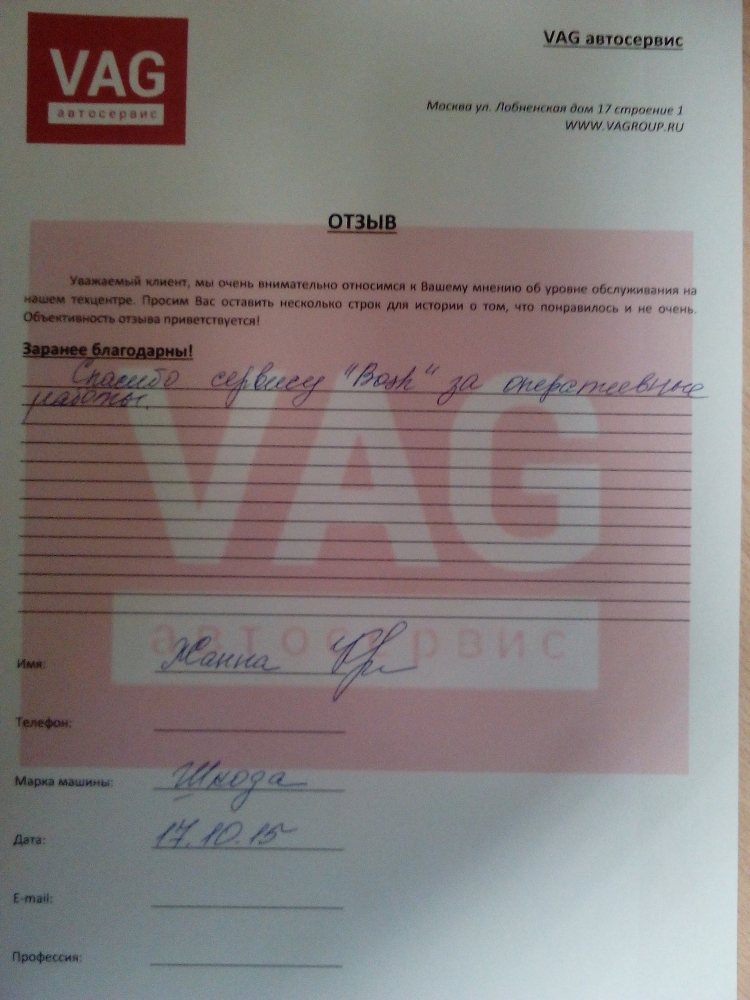 VAG
автосервис
VAG автосервис
Москва ул. Лобненская дом 17 строение 1
WWW.VAGROUP.RU
ОТЗЫВ
Уважаемый клиент, мы очень внимательно относимся к Вашему мнению об уровне обслуживания на
нашем техцентре. Просим Вас оставить несколько строк для истории о том, что понравилось и не очень.
Объективность отзыва приветствуется!
Заранее благодарны!
Спасибо сервису "Bosh" за оперативные
работы.
VAG
автосервис
Имя: Жанна
Телефон:
Марка машины: Шкода
Дата: 17.10.15
E-mail:
Профессия: